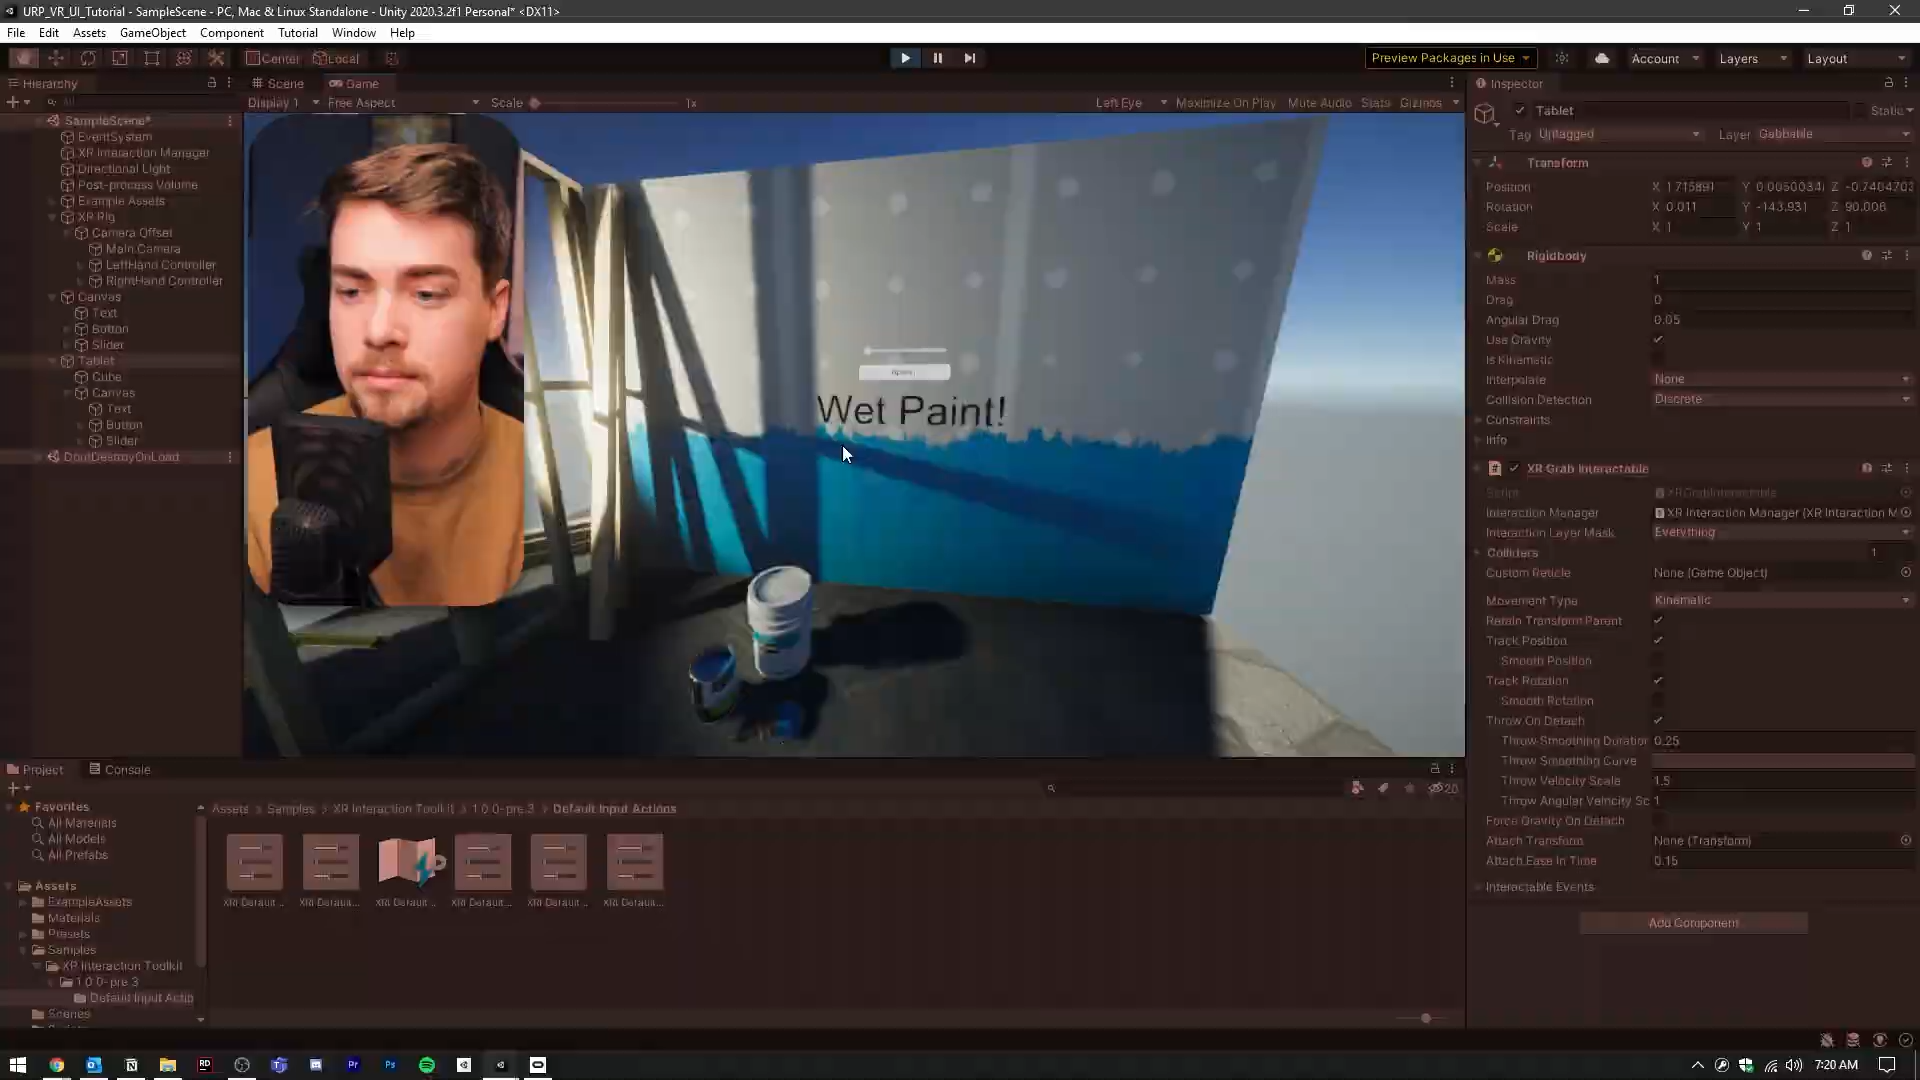 URP_VR_UI_Tutorial - SampleScene - PC, Mac & Linux Standalone - Unity 2020.3.2f1 Personal* <DX11>
File Edit Assets GameObject Component Tutorial Window Help
Center Local
Preview Packages in Use Account Layers Layout
Hierarchy
All
SampleScene*
EventSystem
XR Interaction Manager
Directional Light
Post-process Volume
Example Assets
XR Rig
Camera Offset
Main Camera
LeftHand Controller
RightHand Controller
Canvas
Text
Button
Slider
Tablet
Cube
Canvas
Text
Button
Slider
DontDestroyOnLoad
Scene Game
Display 1 Free Aspect Scale 1x Left Eye Maximize On Play Mute Audio Stats Gizmos
Wet Paint!
Inspector
Tablet Static
Tag Untagged Layer Gabbable
Transform
Position X 1.715891 Y 0.0050034 Z -0.7404703
Rotation X 0.011 Y -143.931 Z 90.006
Scale X 1 Y 1 Z 1
Rigidbody
Mass 1
Drag 0
Angular Drag 0.05
Use Gravity
Is Kinematic
Interpolate None
Collision Detection Discrete
Constraints
Info
XR Grab Interactable
Script XRGrabInteractable
Interaction Manager XR Interaction Manager (XR Interaction M
Interaction Layer Mask Everything
Colliders 1
Custom Reticle None (Game Object)
Movement Type Kinematic
Retain Transform Parent
Track Position
Smooth Position
Track Rotation
Smooth Rotation
Throw On Detach
Throw Smoothing Duration 0.25
Throw Smoothing Curve
Throw Velocity Scale 1.5
Throw Angular Velocity Sc 1
Force Gravity On Detach
Attach Transform None (Transform)
Attach Ease In Time 0.15
Interactable Events
Add Component
Project Console
20
Favorites
All Materials
All Models
All Prefabs
Assets
ExampleAssets
Materials
Presets
Samples
XR Interaction Toolkit
1.0.0-pre.3
Default Input Actio
Scenes
Assets > Samples > XR Interaction Toolkit > 1.0.0-pre.3 > Default Input Actions
XRI Default ... XRI Default... XRI Default ... XRI Default ... XRI Default ... XRI Default...
7:20 AM